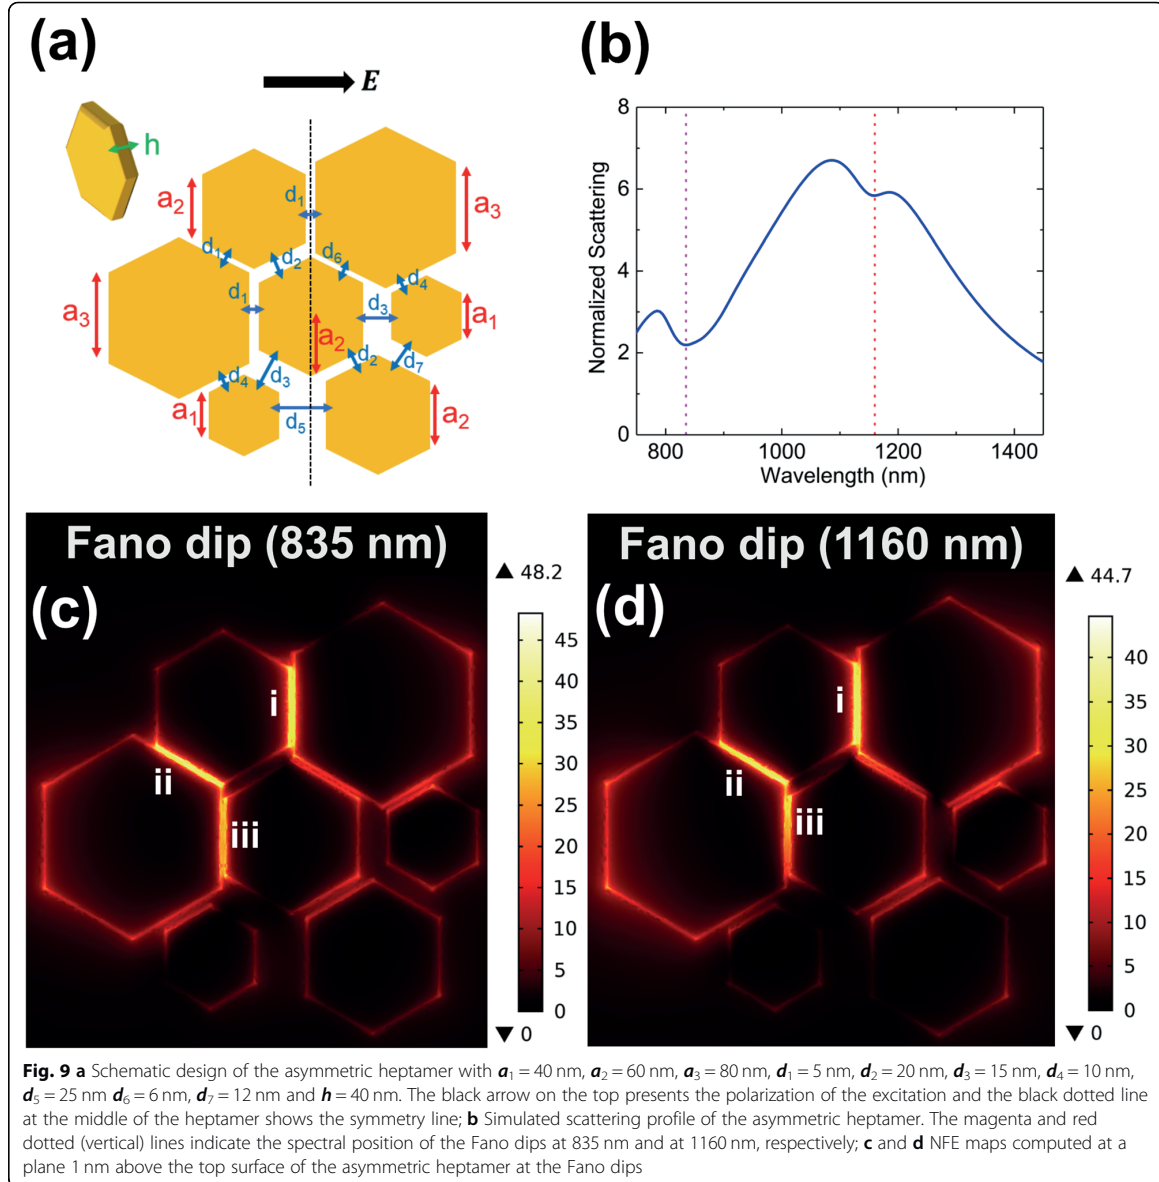 (a)
E
h
a2
d1
a3
d1
d2
d6
d4
a3
d1
d3
a1
a2
d4
d3
d2
d7
a1
d5
a2
(b)
8
6
4
2
0
Normalized Scattering
800
1000
1200
1400
Wavelength (nm)
Fano dip (835 nm)
(c)
i
ii
iii
▲ 48.2
45
40
35
30
25
20
15
10
5
0
▼ 0
Fano dip (1160 nm)
(d)
i
ii
iii
▲ 44.7
40
35
30
25
20
15
10
5
0
▼ 0
Fig. 9 a Schematic design of the asymmetric heptamer with a1 = 40 nm, a2 = 60 nm, a3 = 80 nm, d1 = 5 nm, d2 = 20 nm, d3 = 15 nm, d4 = 10 nm,
d5 = 25 nm d6 = 6 nm, d7 = 12 nm and h = 40 nm. The black arrow on the top presents the polarization of the excitation and the black dotted line
at the middle of the heptamer shows the symmetry line; b Simulated scattering profile of the asymmetric heptamer. The magenta and red
dotted (vertical) lines indicate the spectral position of the Fano dips at 835 nm and at 1160 nm, respectively; c and d NFE maps computed at a
plane 1 nm above the top surface of the asymmetric heptamer at the Fano dips